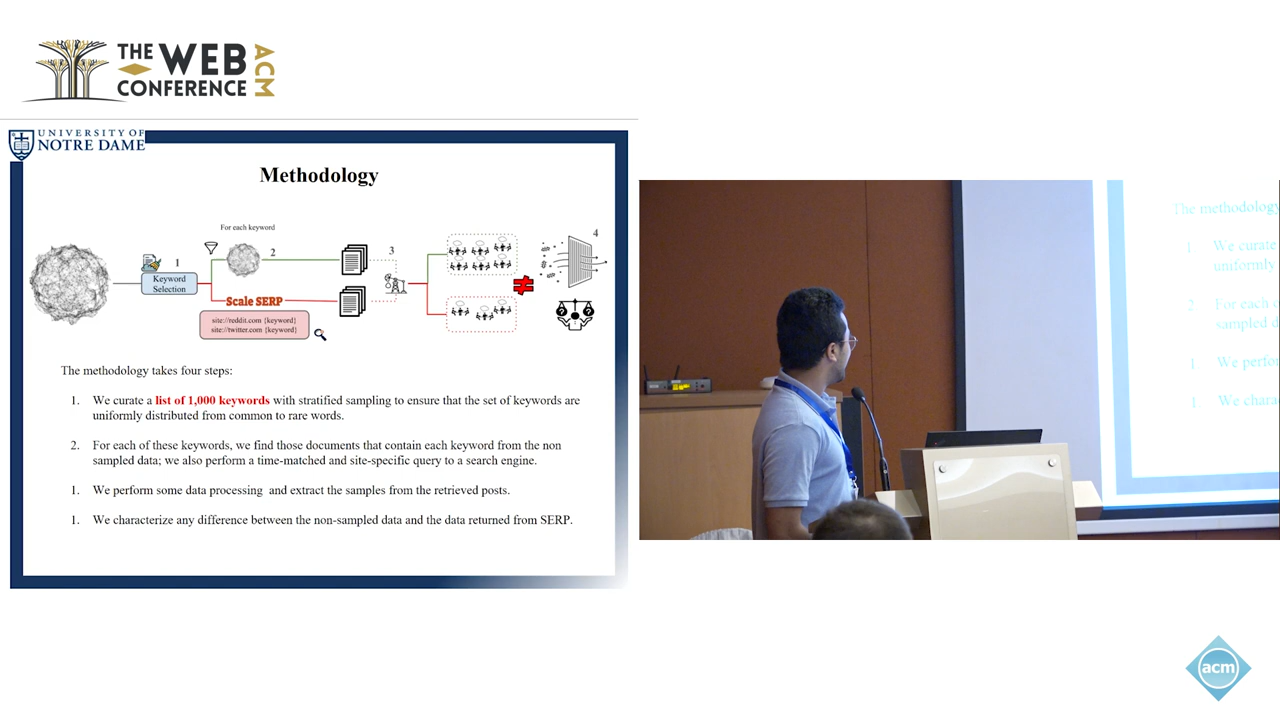 THE WEB
CONFERENCE
ACM
UNIVERSITY OF
NOTRE DAME
Methodology
For each keyword
1
2
3
4
Keyword
Selection
Scale SERP
site://reddit.com {keyword}
site://twitter.com {keyword}
The methodology takes four steps:
1. We curate a list of 1,000 keywords with stratified sampling to ensure that the set of keywords are
uniformly distributed from common to rare words.
2. For each of these keywords, we find those documents that contain each keyword from the non
sampled data; we also perform a time-matched and site-specific query to a search engine.
1. We perform some data processing and extract the samples from the retrieved posts.
1. We characterize any difference between the non-sampled data and the data returned from SERP.
The methodology
1 We curate
uniformly
2 For each
sampled d
1 We perfor
1 We chara
acm